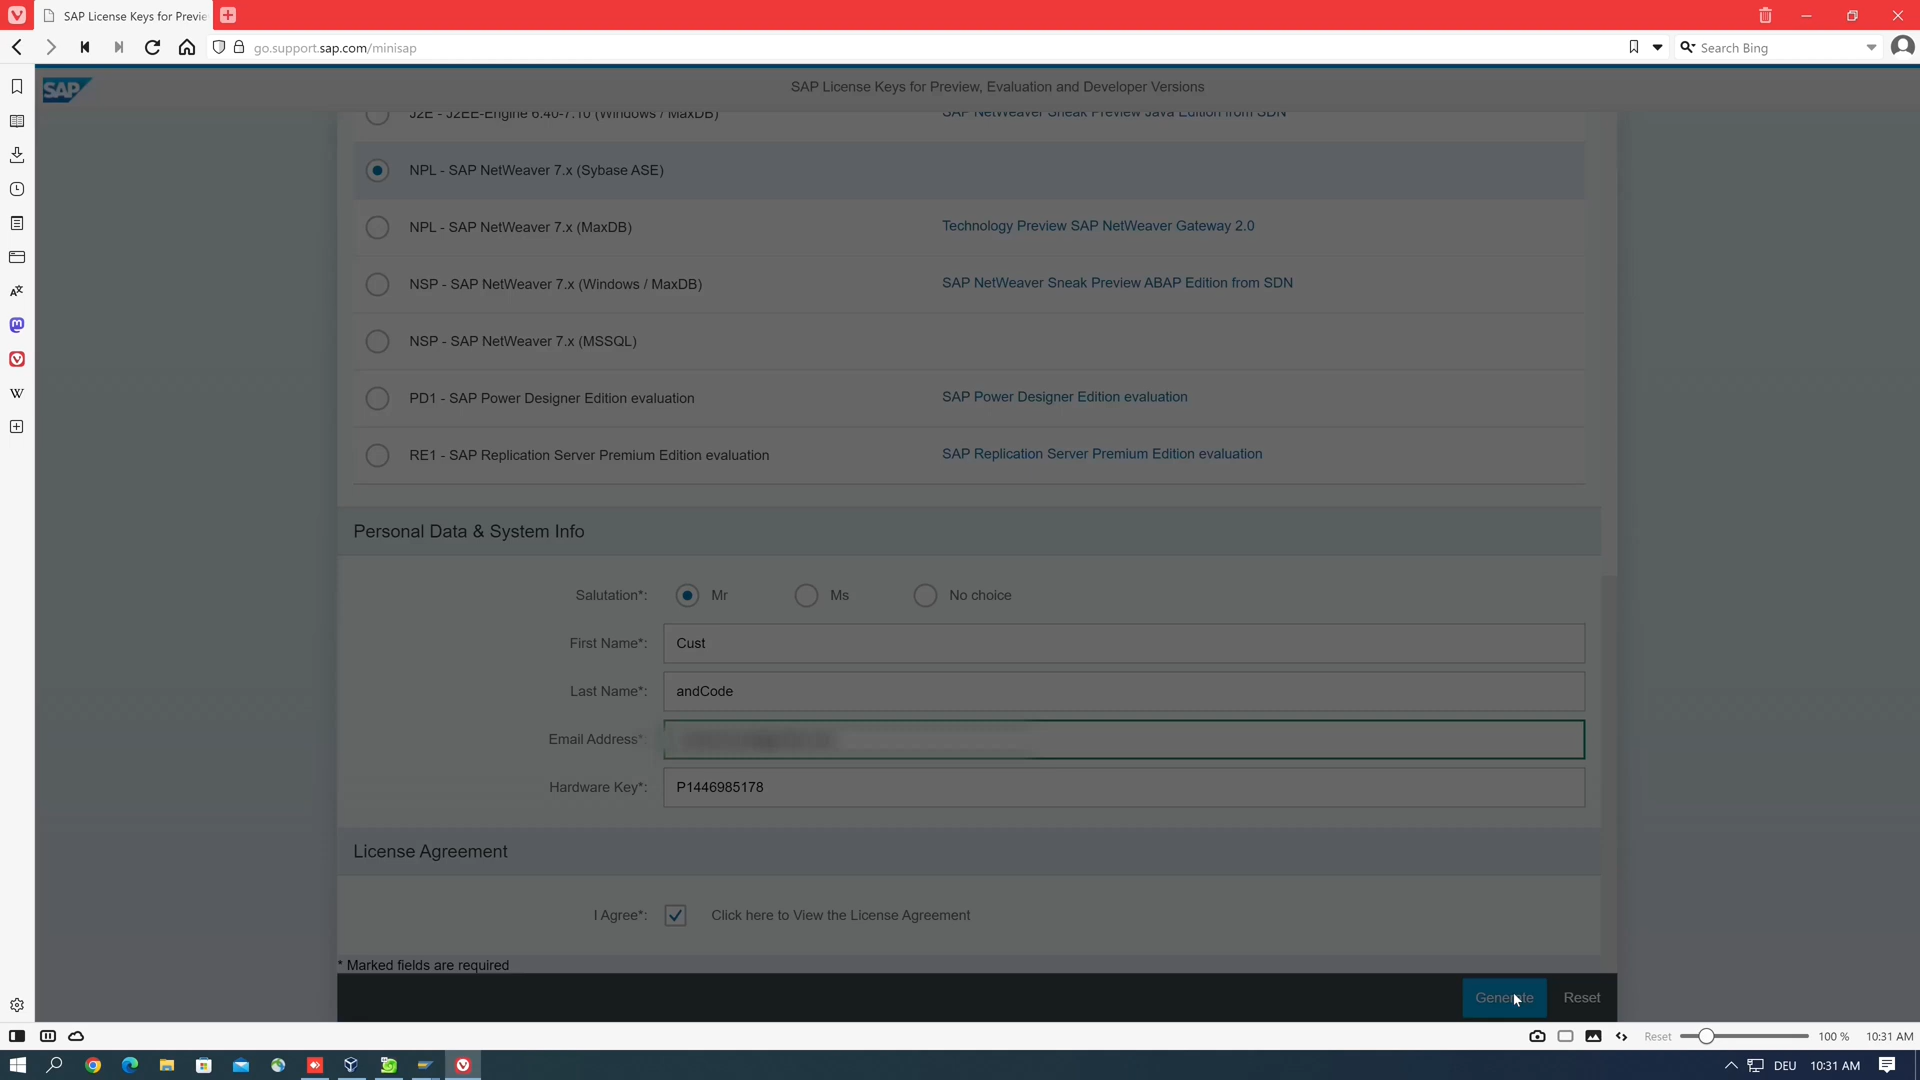 SAP License Keys for Previe
go.support.sap.com/minisap
Search Bing
SAP
SAP License Keys for Preview, Evaluation and Developer Versions
J2E - J2EE-Engine 6.40-7.10 (Windows / MaxDB)
SAP NetWeaver Sneak Preview Java Edition from SDN
NPL - SAP NetWeaver 7.x (Sybase ASE)
NPL - SAP NetWeaver 7.x (MaxDB)
Technology Preview SAP NetWeaver Gateway 2.0
NSP - SAP NetWeaver 7.x (Windows / MaxDB)
SAP NetWeaver Sneak Preview ABAP Edition from SDN
NSP - SAP NetWeaver 7.x (MSSQL)
PD1 - SAP Power Designer Edition evaluation
SAP Power Designer Edition evaluation
RE1 - SAP Replication Server Premium Edition evaluation
SAP Replication Server Premium Edition evaluation
Personal Data & System Info
Salutation*: Mr Ms No choice
First Name*: Cust
Last Name*: andCode
Email Address*:
Hardware Key*: P1446985178
License Agreement
I Agree*: Click here to View the License Agreement
* Marked fields are required
Generate Reset
Reset 100 % 10:31 AM
DEU 10:31 AM